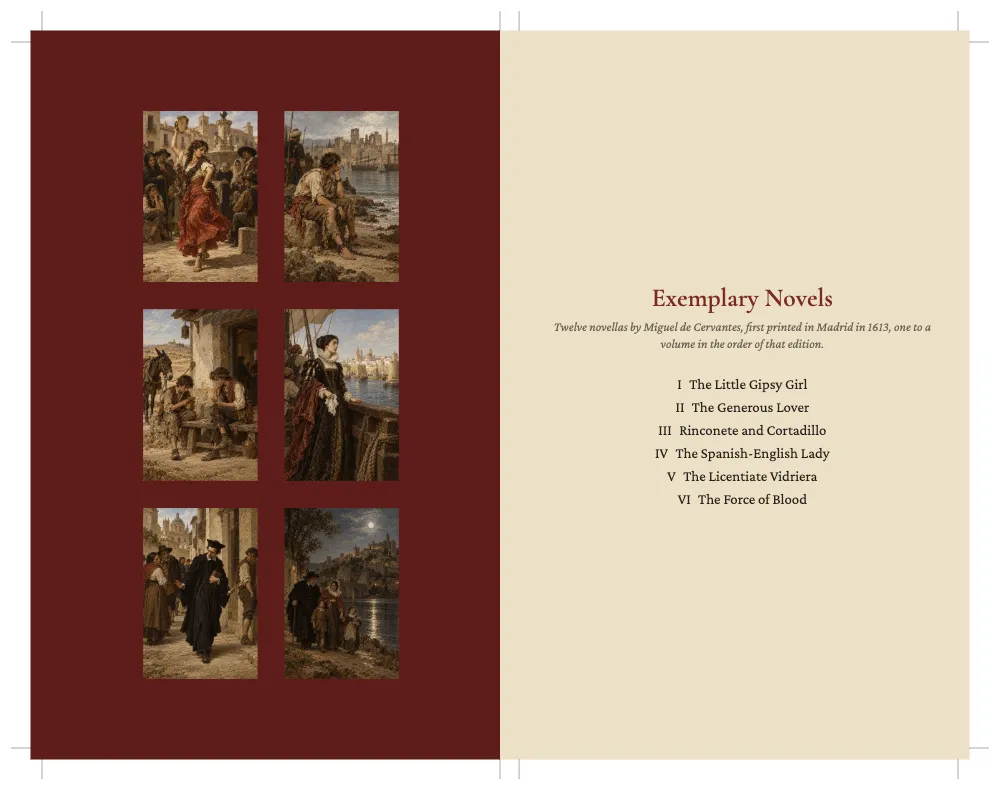 Exemplary Novels
Twelve novellas by Miguel de Cervantes, first printed in Madrid in 1613, one to a
volume in the order of that edition.
I The Little Gipsy Girl
II The Generous Lover
III Rinconete and Cortadillo
IV The Spanish-English Lady
V The Licentiate Vidriera
VI The Force of Blood